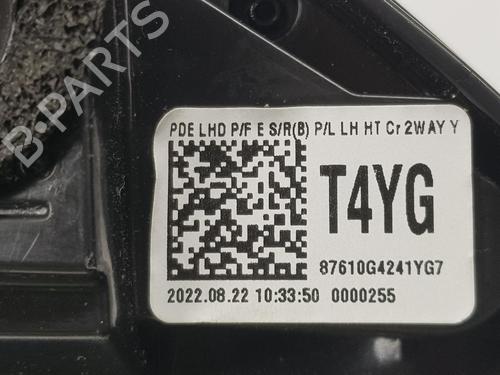 B-PARTS
PDE LHD P/F E S/R(B) P/L LH HT Cr 2WAY Y
T4YG
87610G4241YG7
2022.08.22 10:33:50 0000255